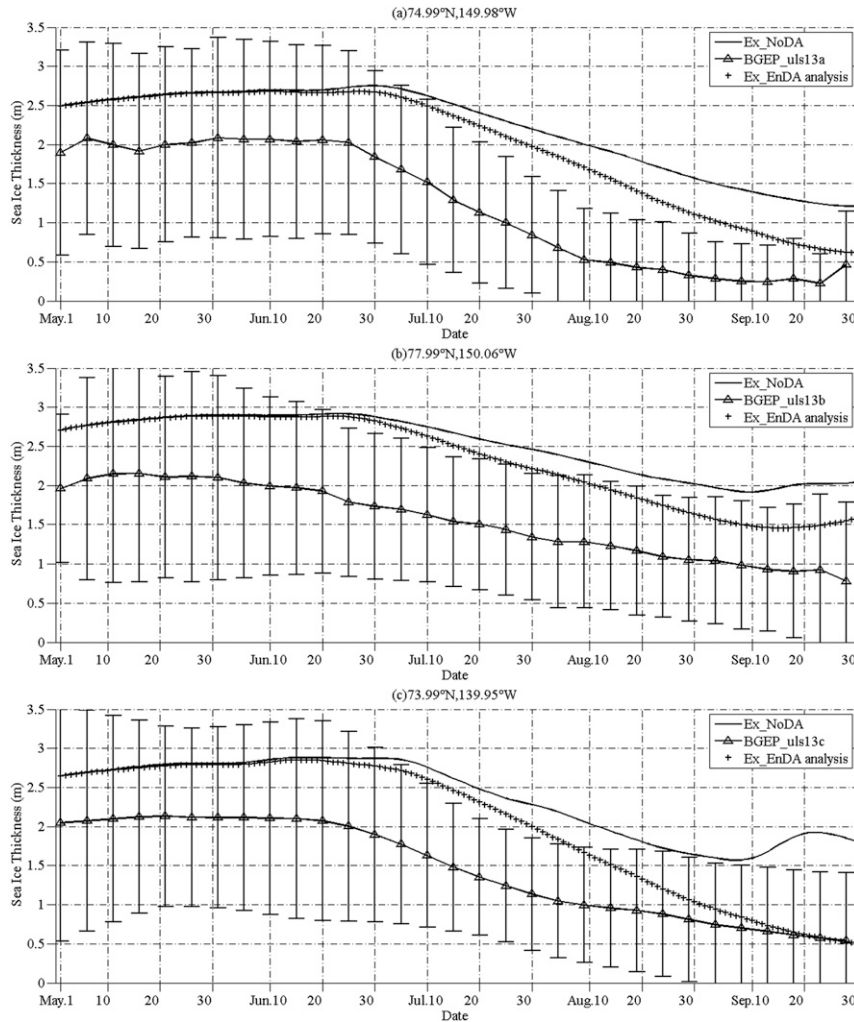 (a)74.99°N,149.98°W
3.5
3
2.5
2
1.5
1
0.5
0
Sea Ice Thickness (m)
Ex_NoDA
BGEP_uls13a
Ex_EnDA analysis
May.1 10 20 30 Jun.10 20 30 Jul.10 20 30 Aug.10 20 30 Sep.10 20 30
Date
(b)77.99°N,150.06°W
3.5
3
2.5
2
1.5
1
0.5
0
Sea Ice Thickness (m)
Ex_NoDA
BGEP_uls13b
Ex_EnDA analysis
May.1 10 20 30 Jun.10 20 30 Jul.10 20 30 Aug.10 20 30 Sep.10 20 30
Date
(c)73.99°N,139.95°W
3.5
3
2.5
2
1.5
1
0.5
0
Sea Ice Thickness (m)
Ex_NoDA
BGEP_uls13c
Ex_EnDA analysis
May.1 10 20 30 Jun.10 20 30 Jul.10 20 30 Aug.10 20 30 Sep.10 20 30
Date